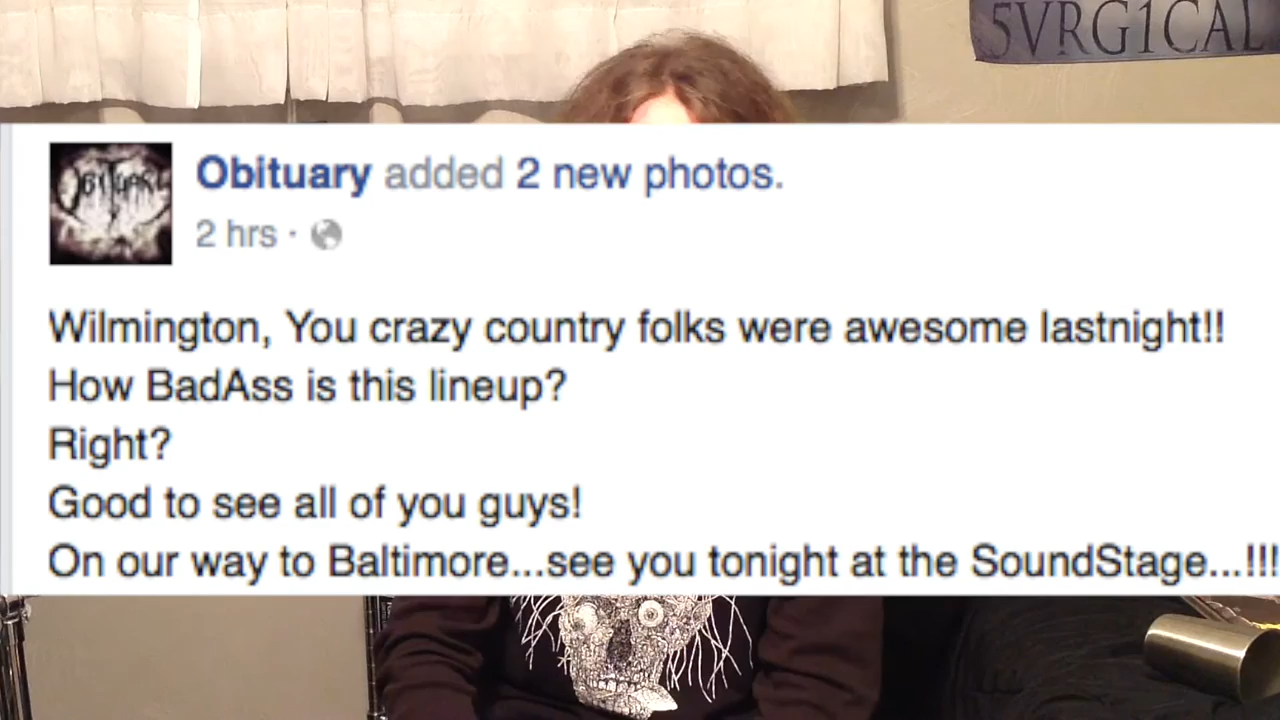 5VRG1CAL
OBITUARY
Obituary added 2 new photos.
2 hrs ·
Wilmington, You crazy country folks were awesome lastnight!!
How BadAss is this lineup?
Right?
Good to see all of you guys!
On our way to Baltimore...see you tonight at the SoundStage...!!!